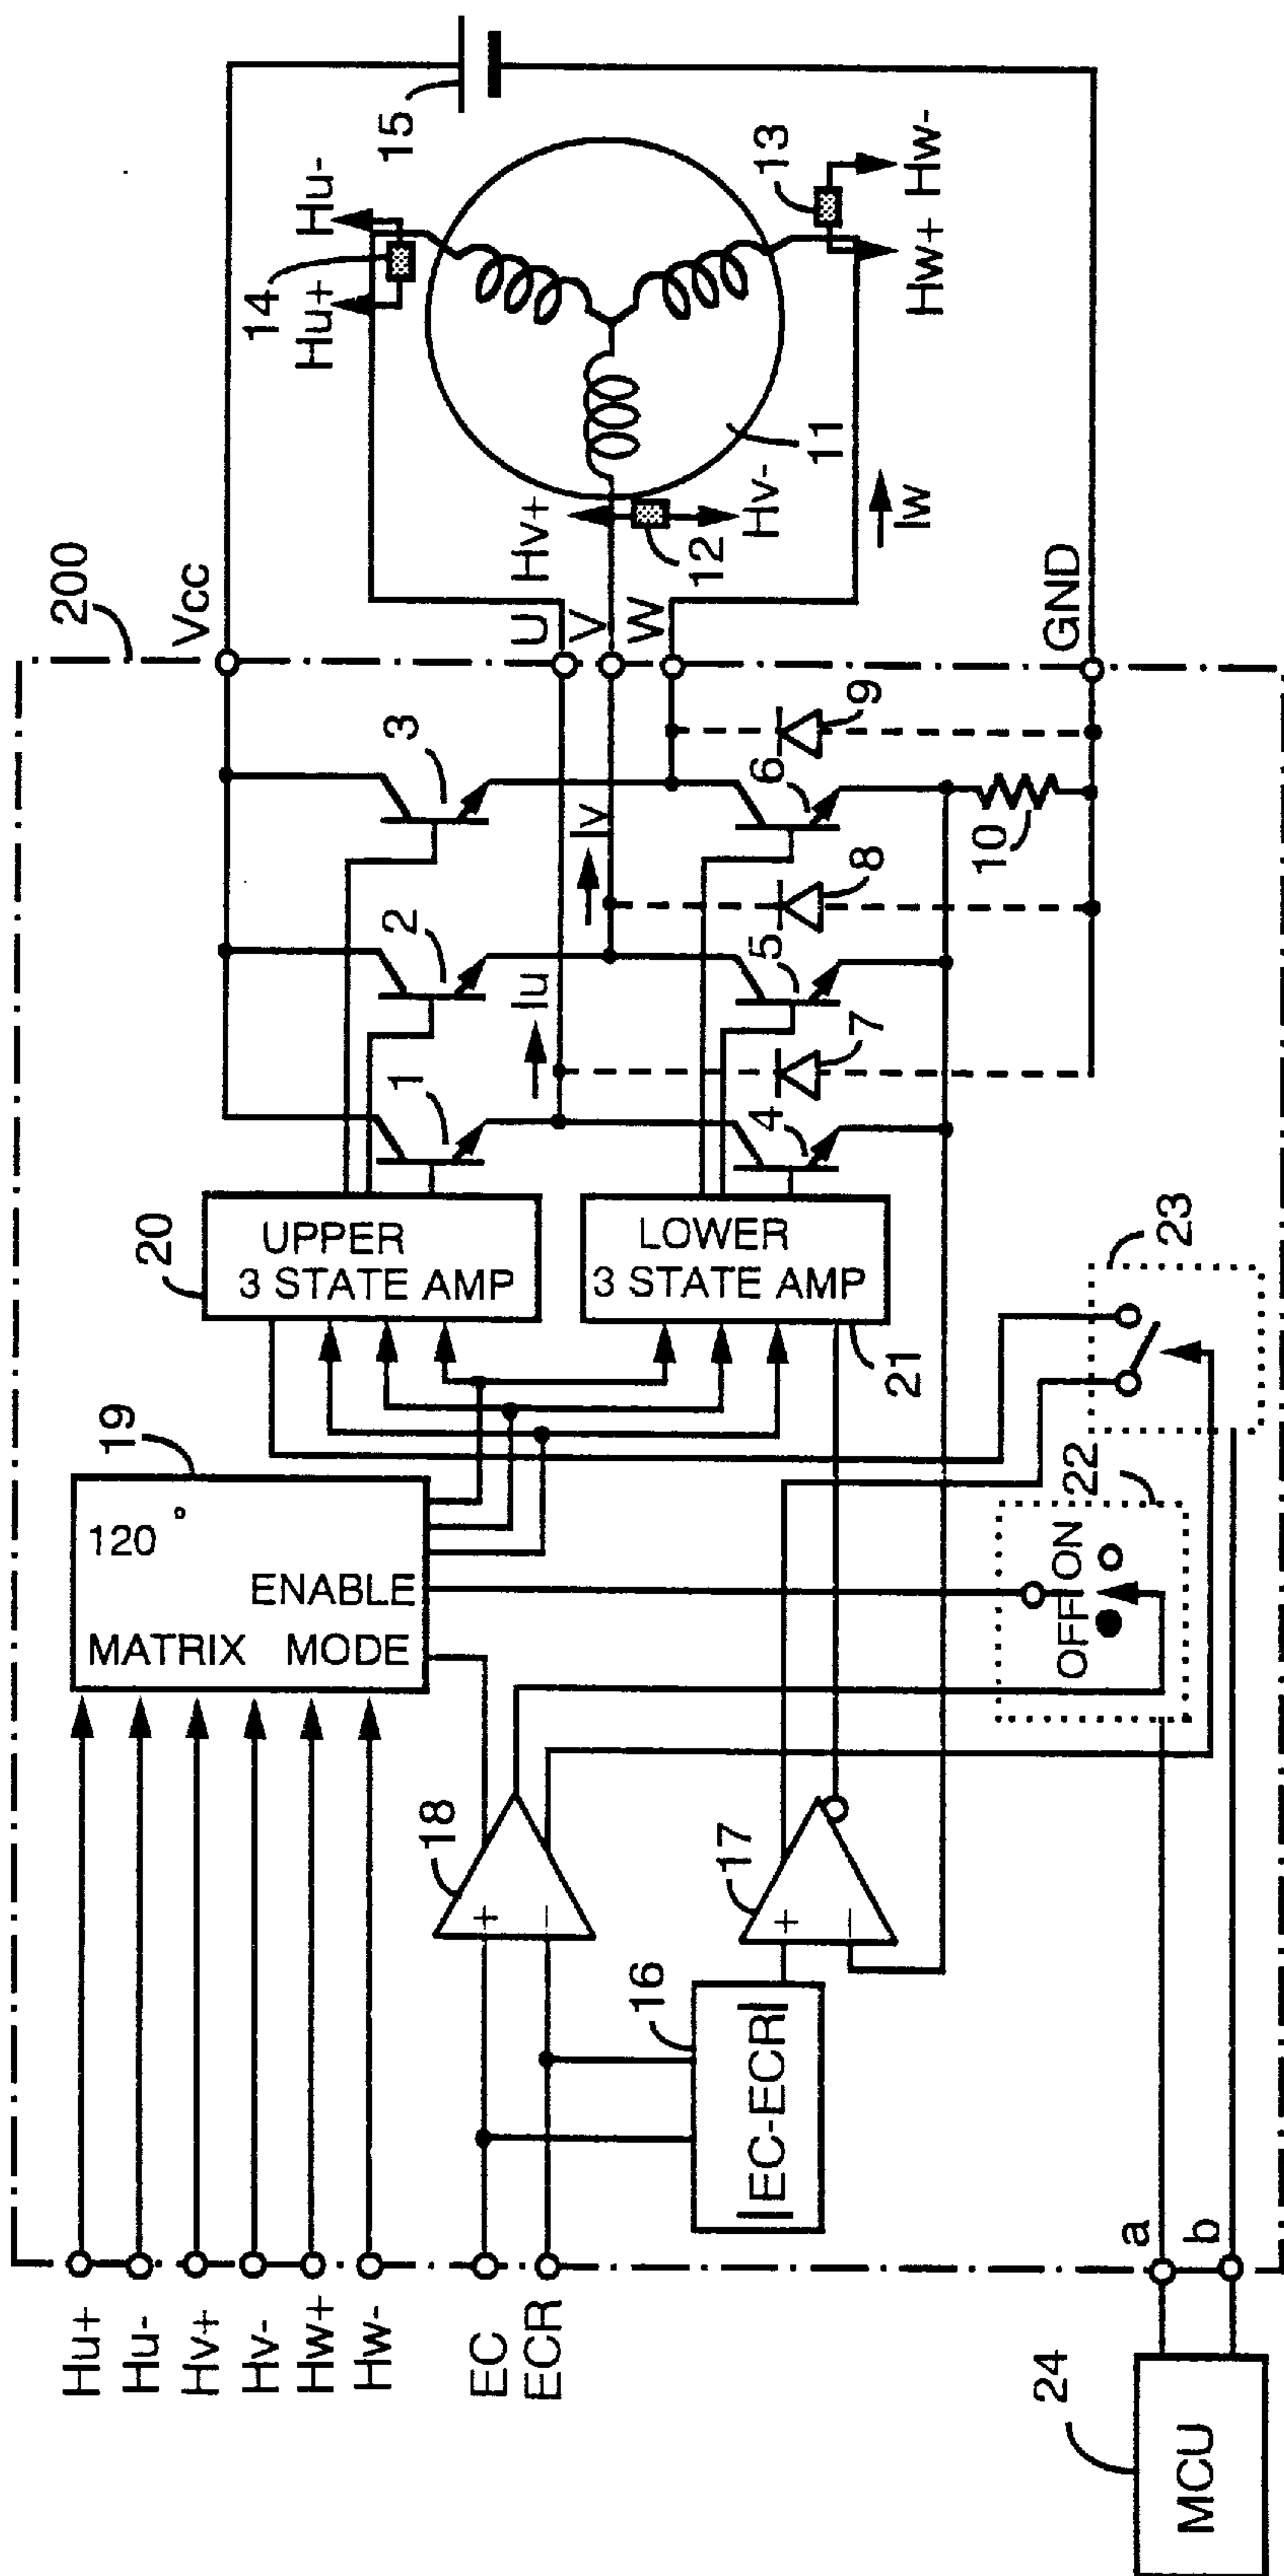 Hu+
Hu-
Hv+
Hv-
Hw+
Hw-
EC
ECR
MCU
24
a
b
120°
ENABLE
MATRIX MODE
19
18
+
-
17
+
-
16
|EC-ECR|
22
OFF
ON
23
20
UPPER
3 STATE AMP
LOWER
3 STATE AMP
21
1
2
3
4
5
6
7
8
9
10
Iu
Iv
Iw
200
Vcc
U
V
W
GND
Hu+
Hu-
14
15
Hv+
Hv-
12
11
13
Hw+
Hw-